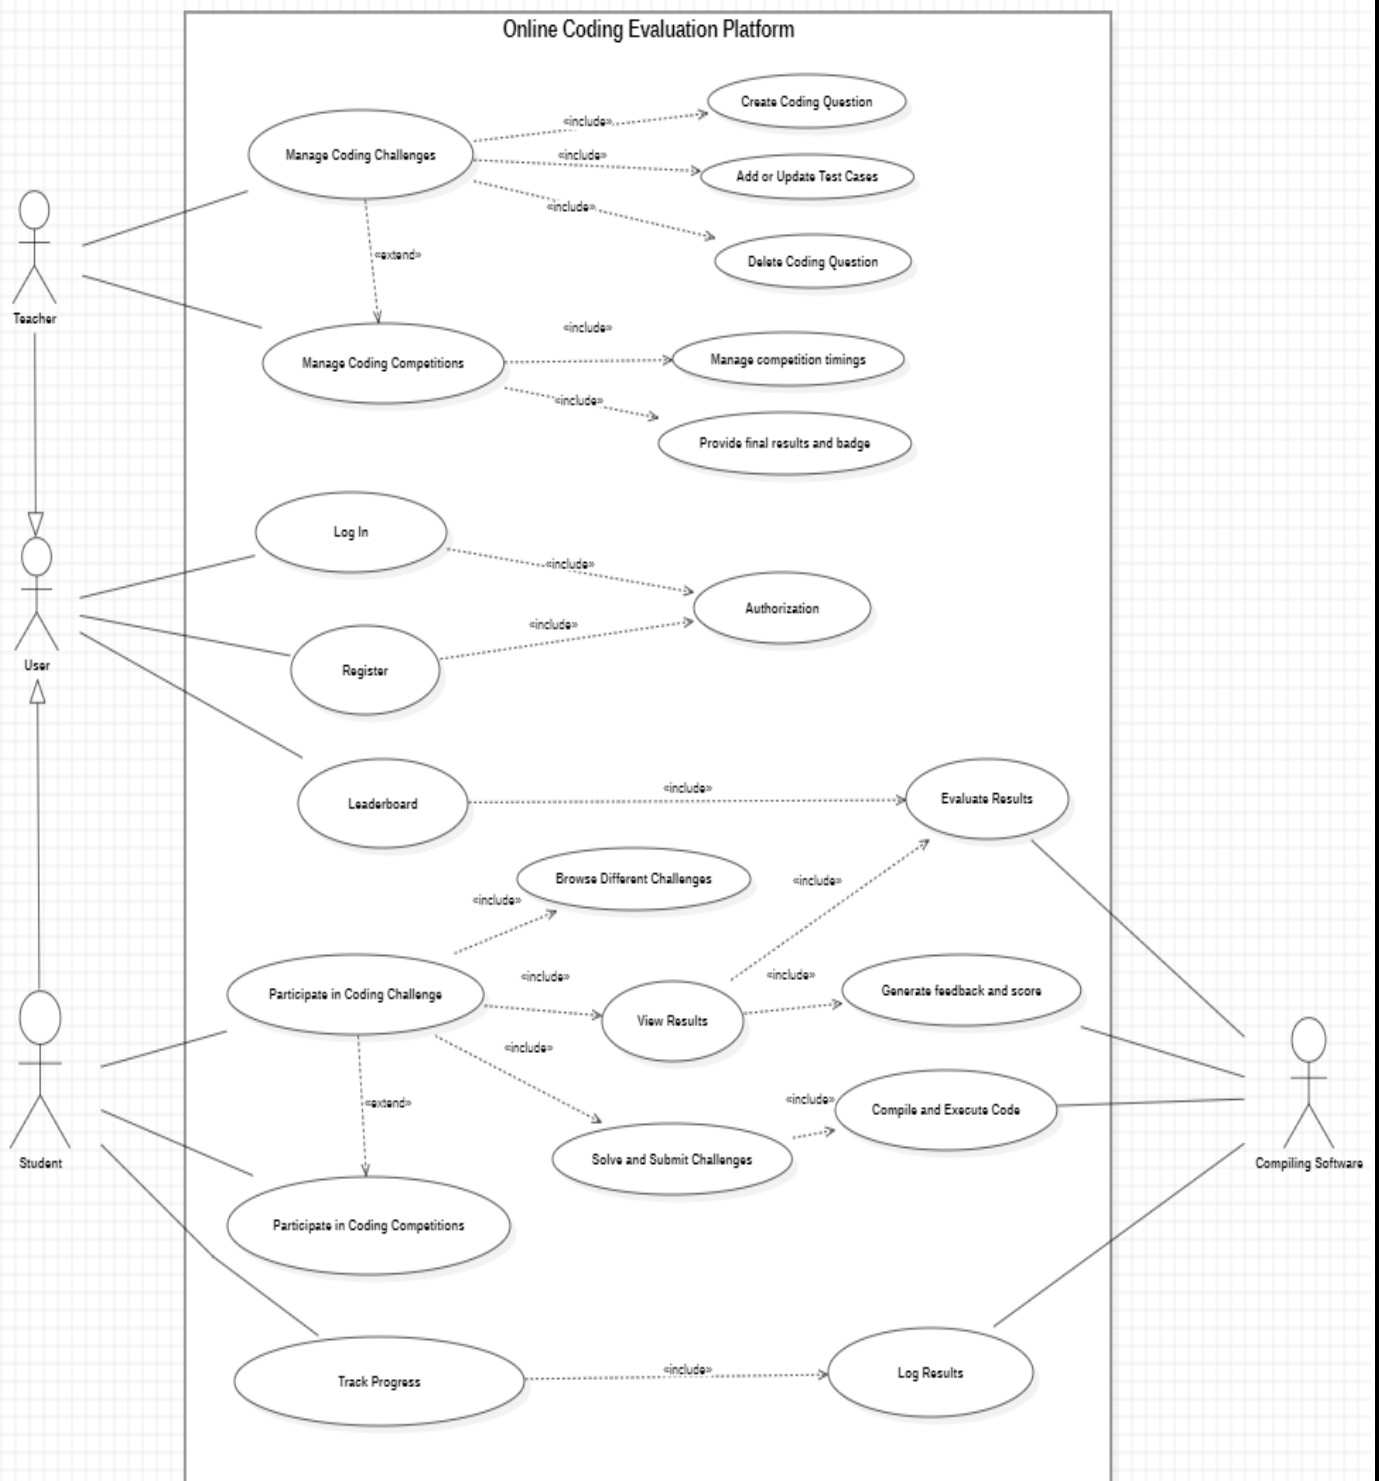 Online Coding Evaluation Platform
Create Coding Question
«include»
Manage Coding Challenges
«include»
Add or Update Test Cases
«include»
«extend»
Delete Coding Question
Teacher
«include»
Manage Coding Competitions
Manage competition timings
«include»
Provide final results and badge
Log In
«include»
Authorization
«include»
User
Register
«include»
Leaderboard
Evaluate Results
Browse Different Challenges
«include»
«include»
«include»
«include»
Participate in Coding Challenge
Generate feedback and score
View Results
«include»
«extend»
«include»
Compile and Execute Code
Student
Solve and Submit Challenges
Compiling Software
Participate in Coding Competitions
«include»
Track Progress
Log Results